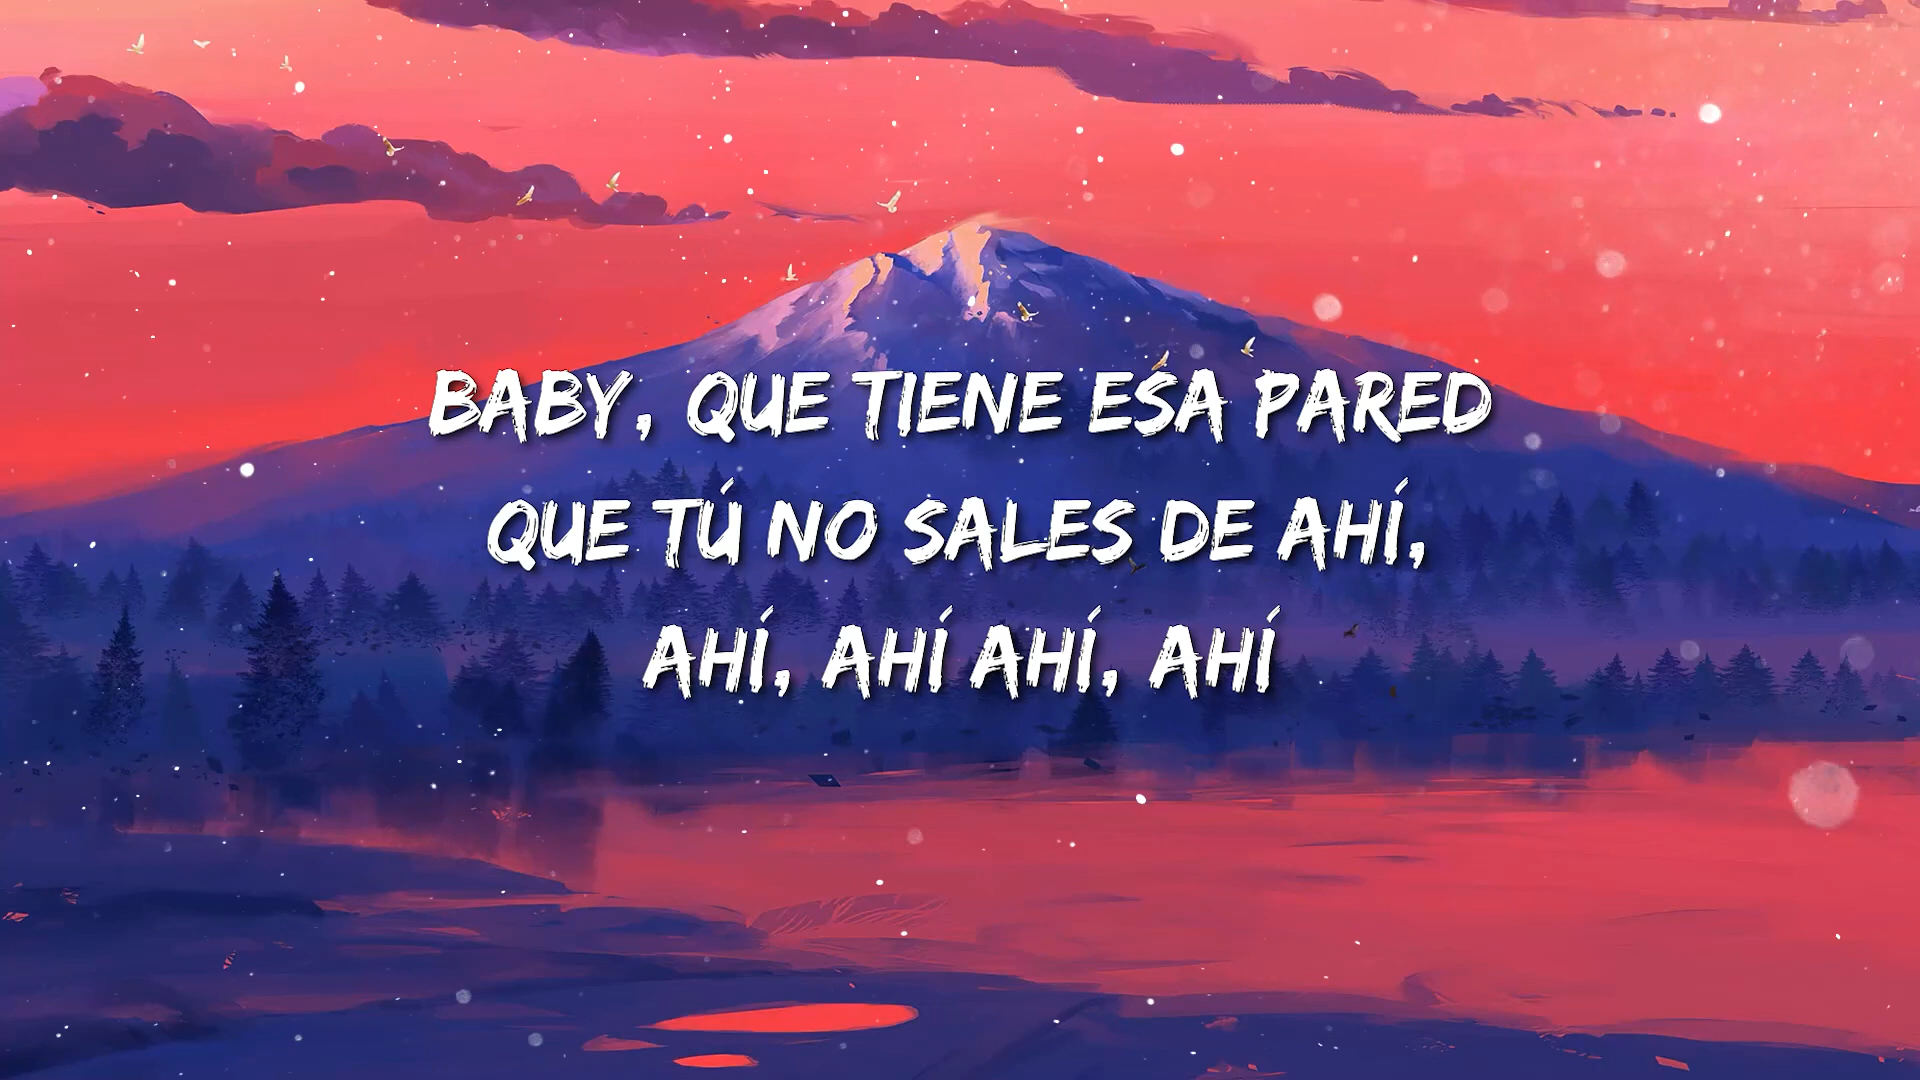 BABY, QUE TIENE ESA PARED
QUE TÚ NO SALES DE AHÍ,
AHÍ, AHÍ AHÍ, AHÍ